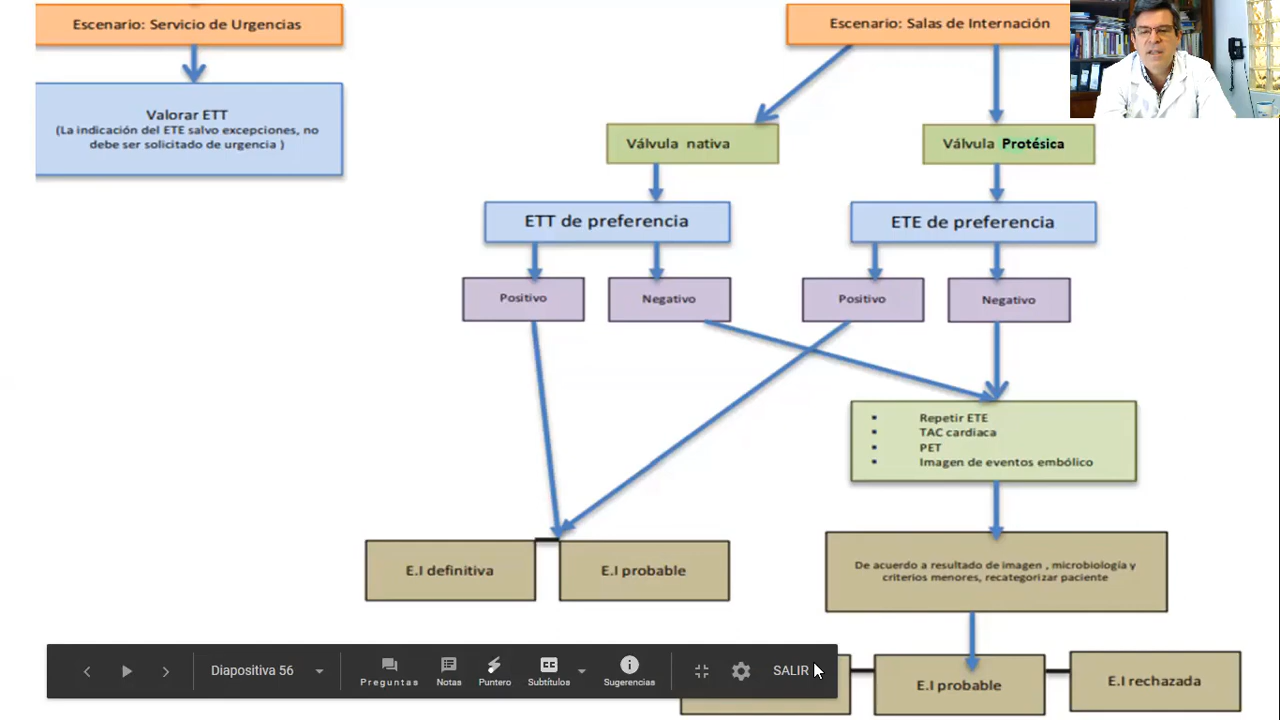 Escenario: Servicio de Urgencias
Escenario: Salas de Internación
Valorar ETT
(La indicación del ETE salvo excepciones, no
debe ser solicitado de urgencia )
Válvula nativa
Válvula Protésica
ETT de preferencia
ETE de preferencia
Positivo
Negativo
Positivo
Negativo
▪ Repetir ETE
▪ TAC cardiaca
▪ PET
▪ Imagen de eventos embólico
E.I definitiva
E.I probable
De acuerdo a resultado de imagen , microbiología y
criterios menores, recategorizar paciente
E.I probable
E.I rechazada
Diapositiva 56
Preguntas
Notas
Puntero
Subtítulos
Sugerencias
SALIR